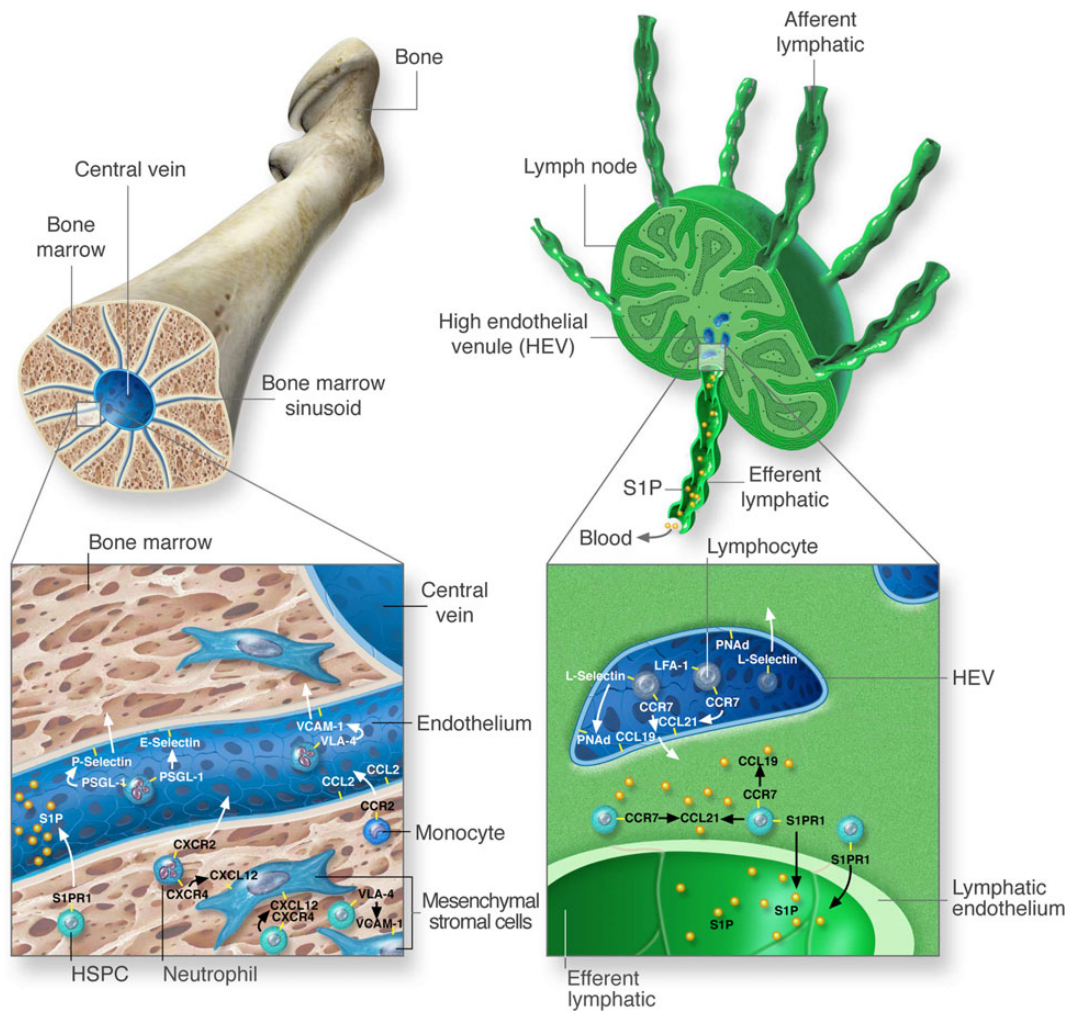 Bone
Central vein
Bone
marrow
Bone marrow
sinusoid
Afferent
lymphatic
Lymph node
High endothelial
venule (HEV)
S1P
Efferent
lymphatic
Blood
Bone marrow
Central
vein
Endothelium
VCAM-1
VLA-4
E-Selectin
P-Selectin
PSGL-1
PSGL-1
CCL2
CCL2
S1P
CCR2
Monocyte
CXCR2
CXCR4
CXCL12
S1PR1
CXCL12
CXCR4
VLA-4
VCAM-1
Mesenchymal
stromal cells
HSPC
Neutrophil
Lymphocyte
PNAd
L-Selectin
LFA-1
L-Selectin
HEV
CCR7
CCR7
CCL21
PNAd
CCL19
CCL19
CCR7
CCR7
CCL21
S1PR1
S1PR1
S1P
S1P
Lymphatic
endothelium
Efferent
lymphatic